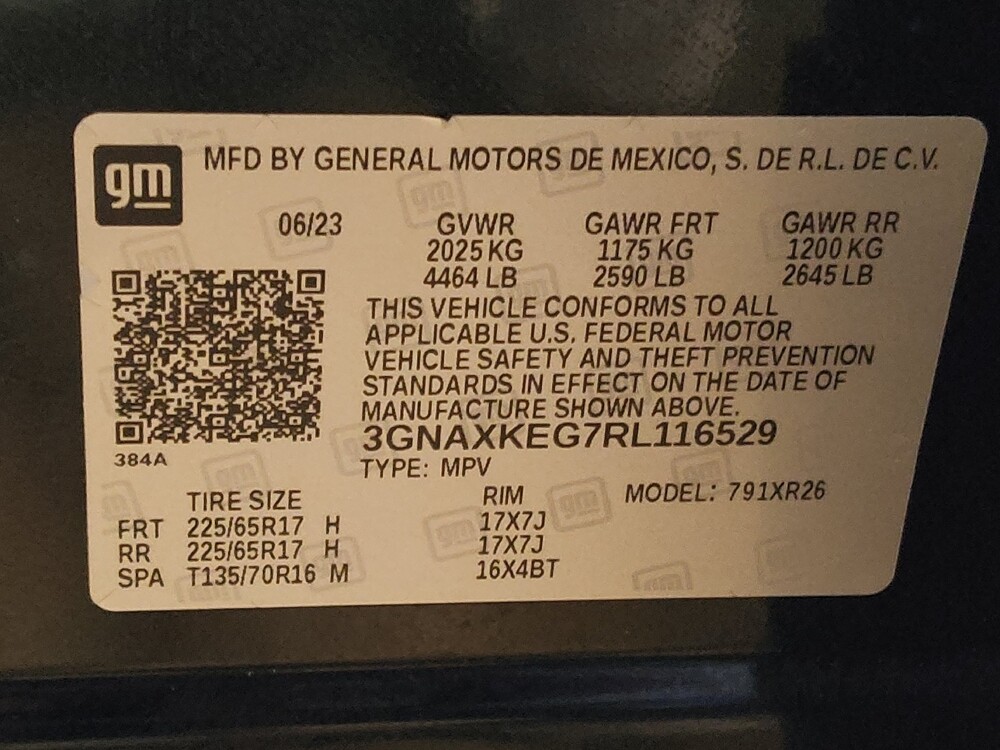 gm
MFD BY GENERAL MOTORS DE MEXICO, S. DE R.L. DE C.V.
06/23 GVWR GAWR FRT GAWR RR
2025 KG 1175 KG 1200 KG
4464 LB 2590 LB 2645 LB
THIS VEHICLE CONFORMS TO ALL
APPLICABLE U.S. FEDERAL MOTOR
VEHICLE SAFETY AND THEFT PREVENTION
STANDARDS IN EFFECT ON THE DATE OF
MANUFACTURE SHOWN ABOVE.
3GNAXKEG7RL116529
384A
TYPE: MPV
TIRE SIZE RIM MODEL: 791XR26
FRT 225/65R17 H 17X7J
RR 225/65R17 H 17X7J
SPA T135/70R16 M 16X4BT